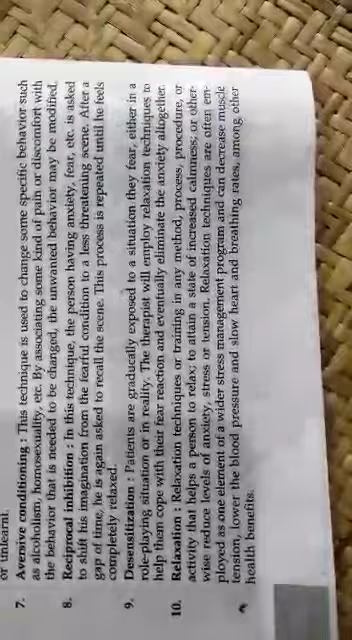 or unlearnt.
7. Aversive conditioning : This technique is used to change some specific behavior such
as alcoholism, homosexuality, etc. By associating some kind of pain or discomfort with
the behavior that is needed to be changed, the unwanted behavior may be modified.
8. Reciprocal inhibition : In this technique, the person having anxiety, fear, etc. is asked
to shift his imagination from the fearful condition to a less threatening scene. After a
gap of time, he is again asked to recall the scene. This process is repeated until he feels
completely relaxed.
9. Desensitization : Patients are gradually exposed to a situation they fear, either in a
role-playing situation or in reality. The therapist will employ relaxation techniques to
help them cope with their fear reaction and eventually eliminate the anxiety altogether.
10. Relaxation : Relaxation techniques or training in any method, process, procedure, or
activity that helps a person to relax; to attain a state of increased calmness; or other-
wise reduce levels of anxiety, stress or tension. Relaxation techniques are often em-
ployed as one element of a wider stress management program and can decrease muscle
tension, lower the blood pressure and slow heart and breathing rates, among other
health benefits.